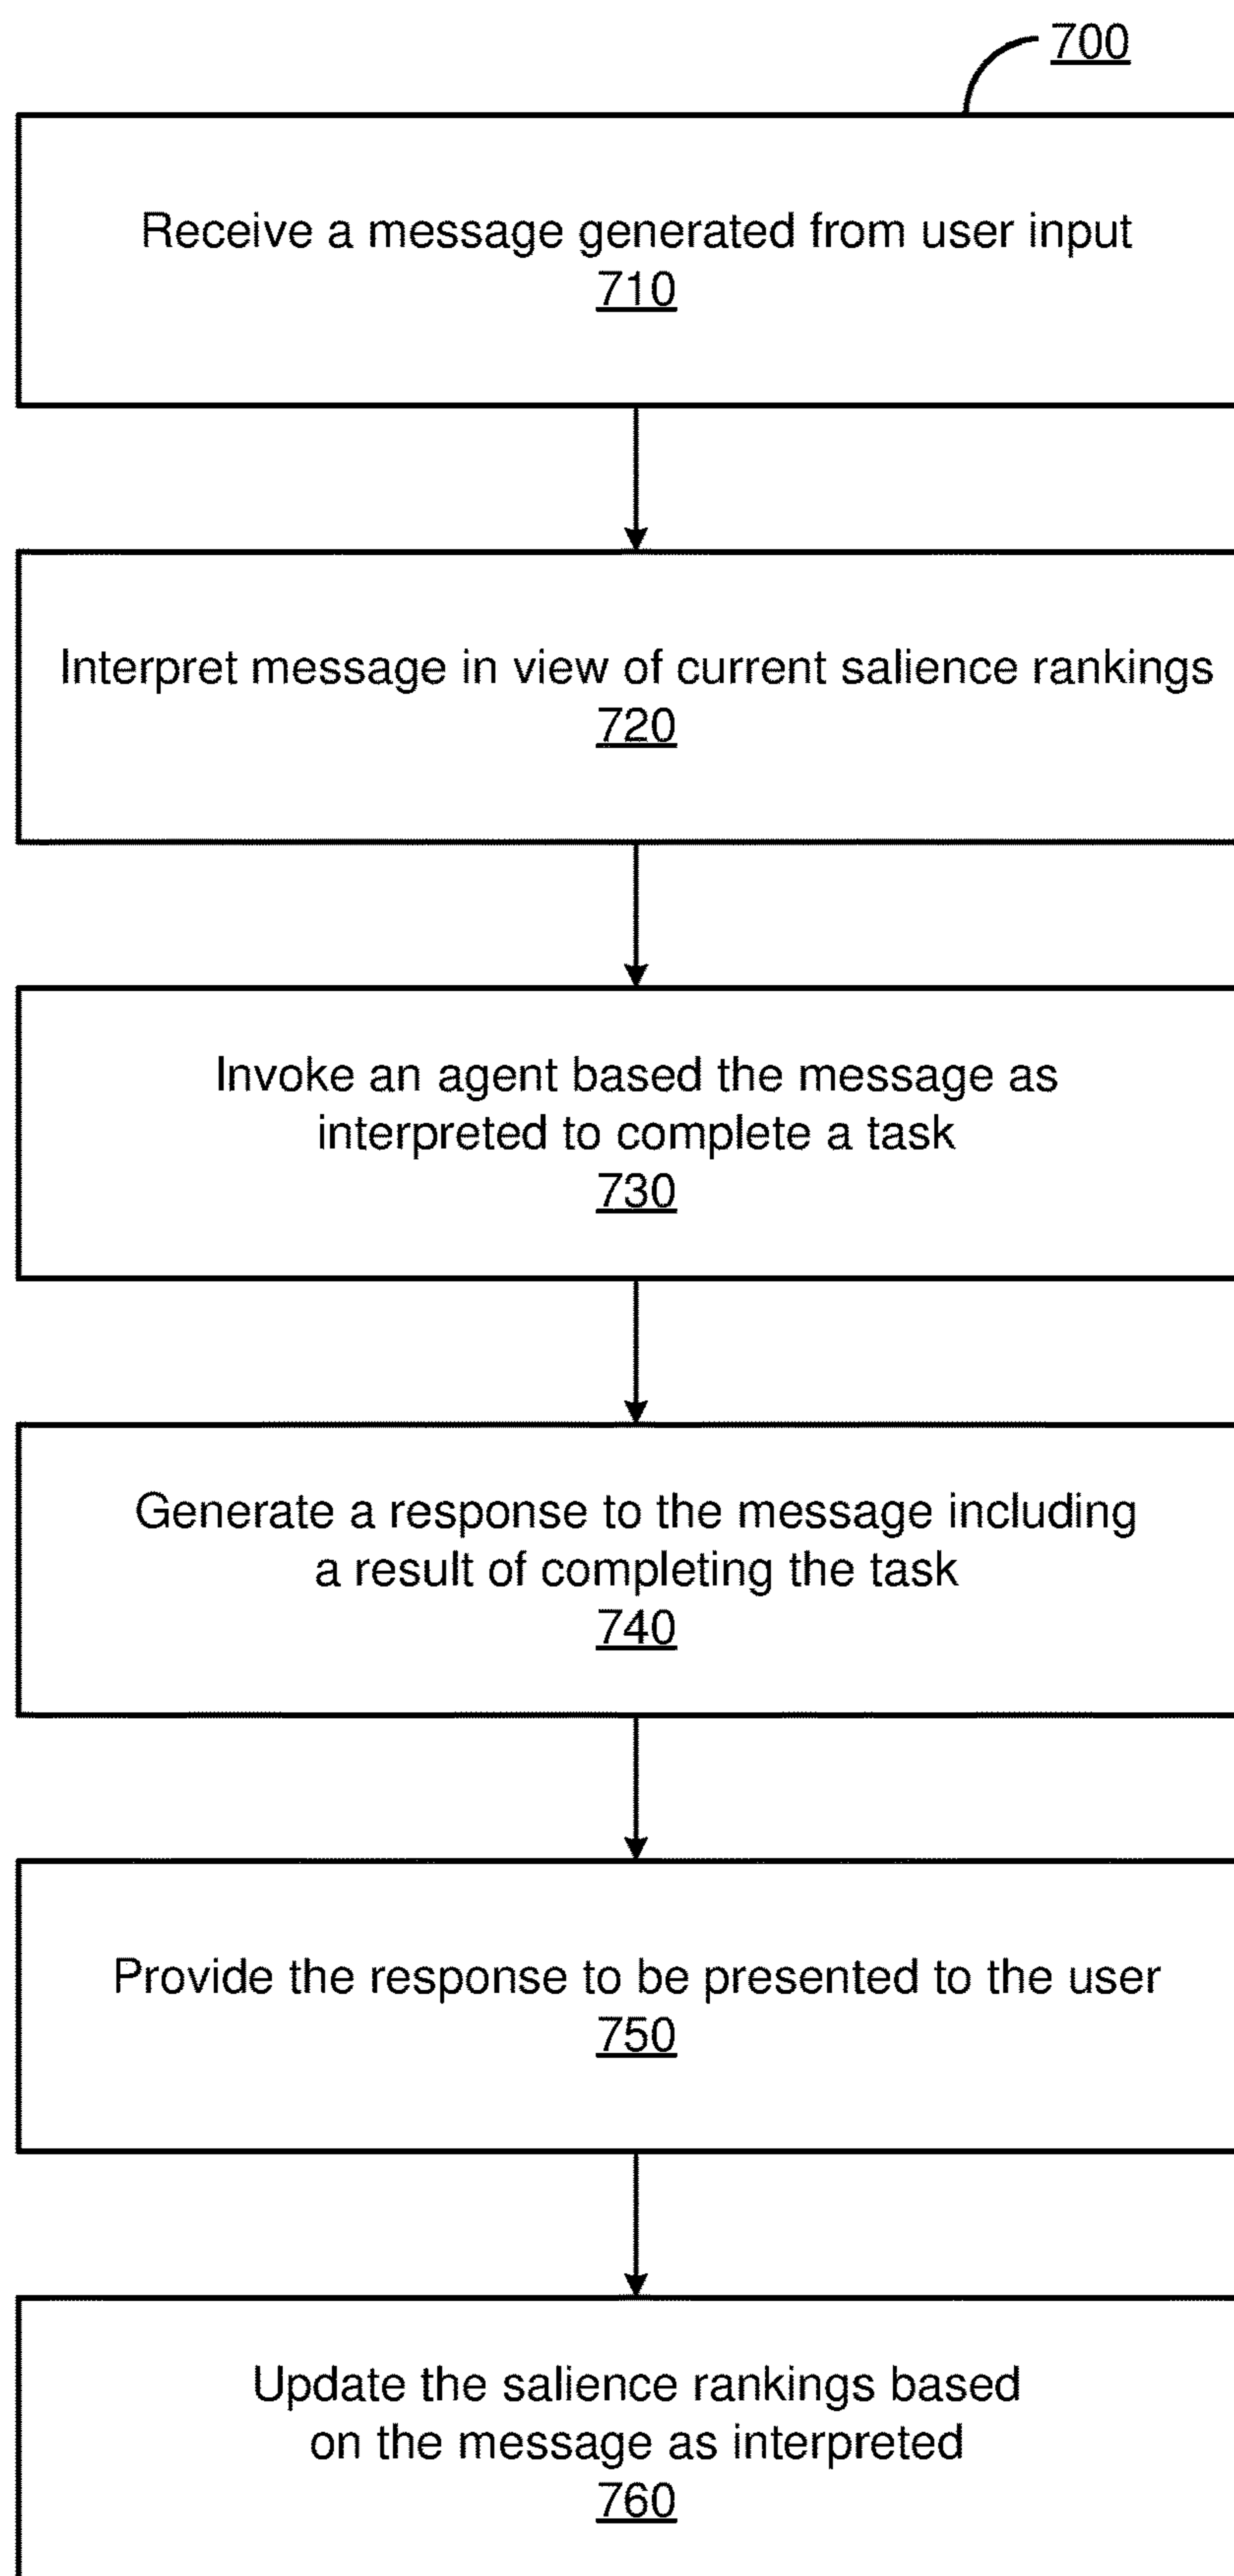 700
Receive a message generated from user input
710
Interpret message in view of current salience rankings
720
Invoke an agent based the message as
interpreted to complete a task
730
Generate a response to the message including
a result of completing the task
740
Provide the response to be presented to the user
750
Update the salience rankings based
on the message as interpreted
760